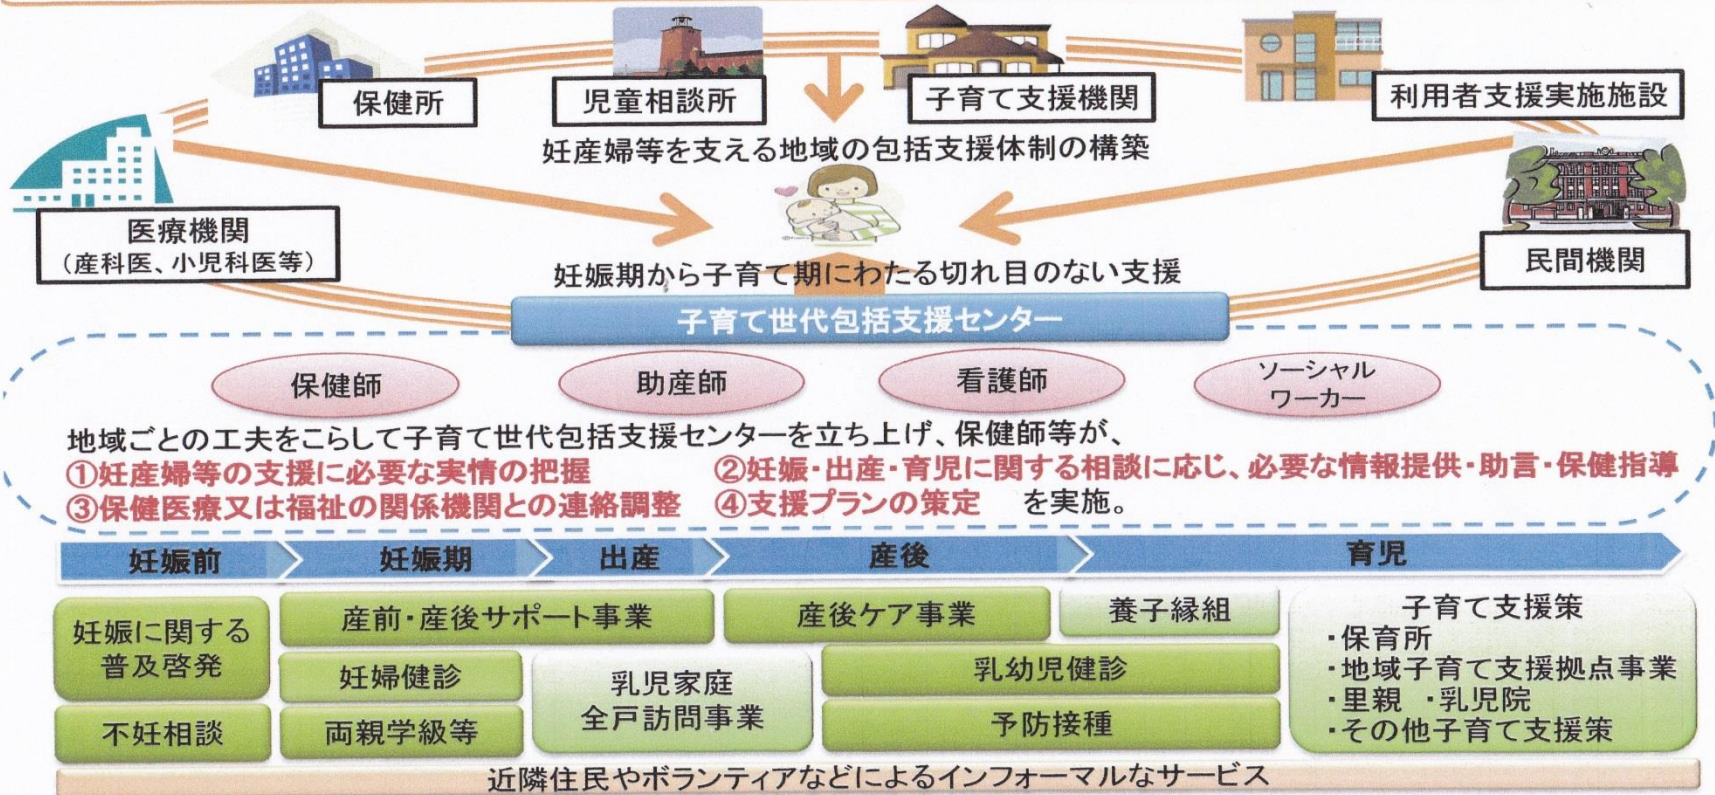 保健所
児童相談所
子育て支援機関
利用者支援実施施設
妊産婦等を支える地域の包括支援体制の構築
医療機関
（産科医、小児科医等）
民間機関
妊娠期から子育て期にわたる切れ目のない支援
子育て世代包括支援センター
保健師
助産師
看護師
ソーシャル
ワーカー
地域ごとの工夫をこらして子育て世代包括支援センターを立ち上げ、保健師等が、
①妊産婦等の支援に必要な実情の把握 ②妊娠・出産・育児に関する相談に応じ、必要な情報提供・助言・保健指導
③保健医療又は福祉の関係機関との連絡調整 ④支援プランの策定 を実施。
妊娠前
妊娠期
出産
産後
育児
妊娠に関する
普及啓発
不妊相談
産前・産後サポート事業
妊婦健診
両親学級等
乳児家庭
全戸訪問事業
産後ケア事業
養子縁組
乳幼児健診
予防接種
子育て支援策
・保育所
・地域子育て支援拠点事業
・里親 ・乳児院
・その他子育て支援策
近隣住民やボランティアなどによるインフォーマルなサービス